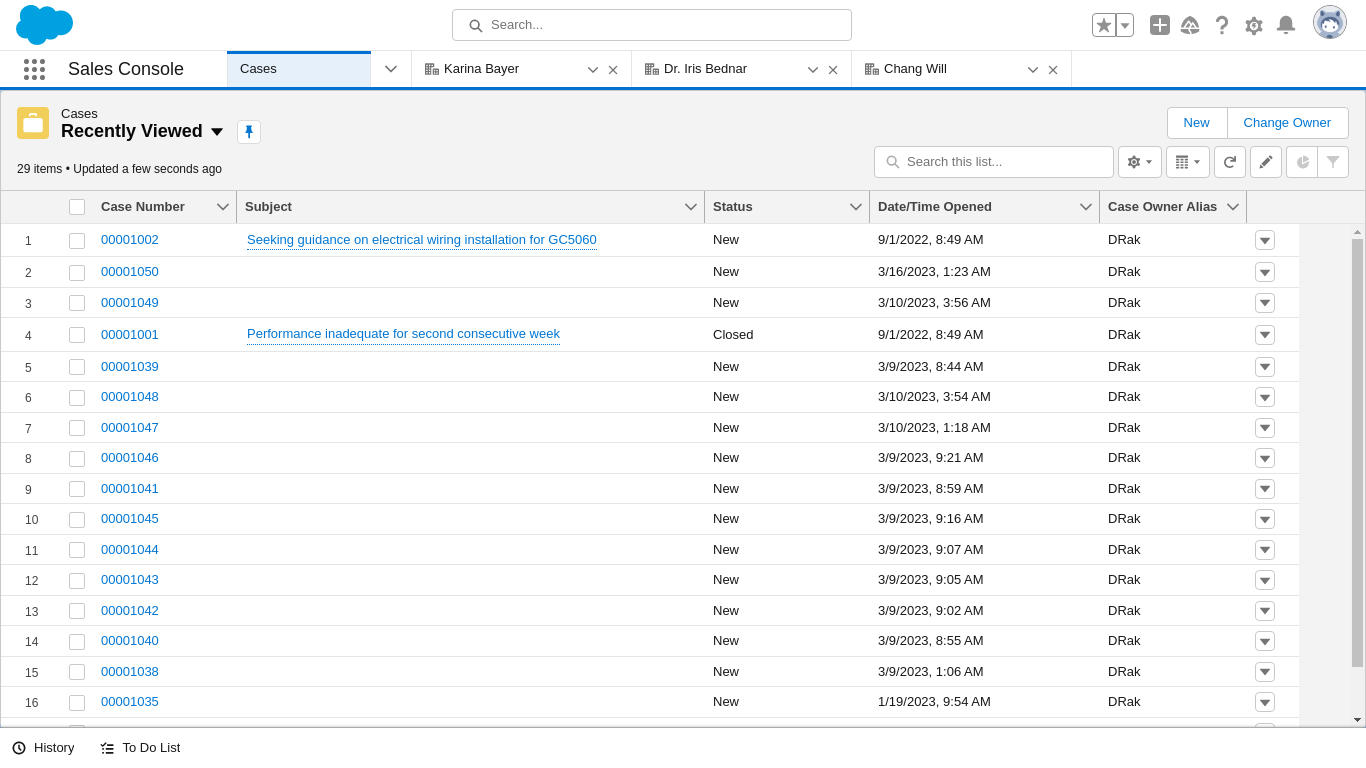 Search...
Sales Console
Cases
Karina Bayer
Dr. Iris Bednar
Chang Will
Cases
Recently Viewed
New
Change Owner
29 items • Updated a few seconds ago
Search this list...
Case Number Subject Status Date/Time Opened Case Owner Alias
1 00001002 Seeking guidance on electrical wiring installation for GC5060 New 9/1/2022, 8:49 AM DRak
2 00001050 New 3/16/2023, 1:23 AM DRak
3 00001049 New 3/10/2023, 3:56 AM DRak
4 00001001 Performance inadequate for second consecutive week Closed 9/1/2022, 8:49 AM DRak
5 00001039 New 3/9/2023, 8:44 AM DRak
6 00001048 New 3/10/2023, 3:54 AM DRak
7 00001047 New 3/10/2023, 1:18 AM DRak
8 00001046 New 3/9/2023, 9:21 AM DRak
9 00001041 New 3/9/2023, 8:59 AM DRak
10 00001045 New 3/9/2023, 9:16 AM DRak
11 00001044 New 3/9/2023, 9:07 AM DRak
12 00001043 New 3/9/2023, 9:05 AM DRak
13 00001042 New 3/9/2023, 9:02 AM DRak
14 00001040 New 3/9/2023, 8:55 AM DRak
15 00001038 New 3/9/2023, 1:06 AM DRak
16 00001035 New 1/19/2023, 9:54 AM DRak
History
To Do List